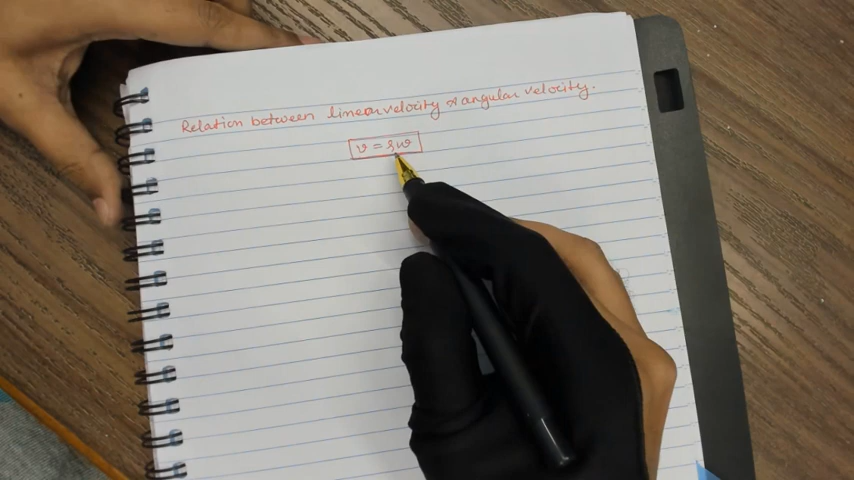 Relation between linear velocity & angular velocity.
v = rω